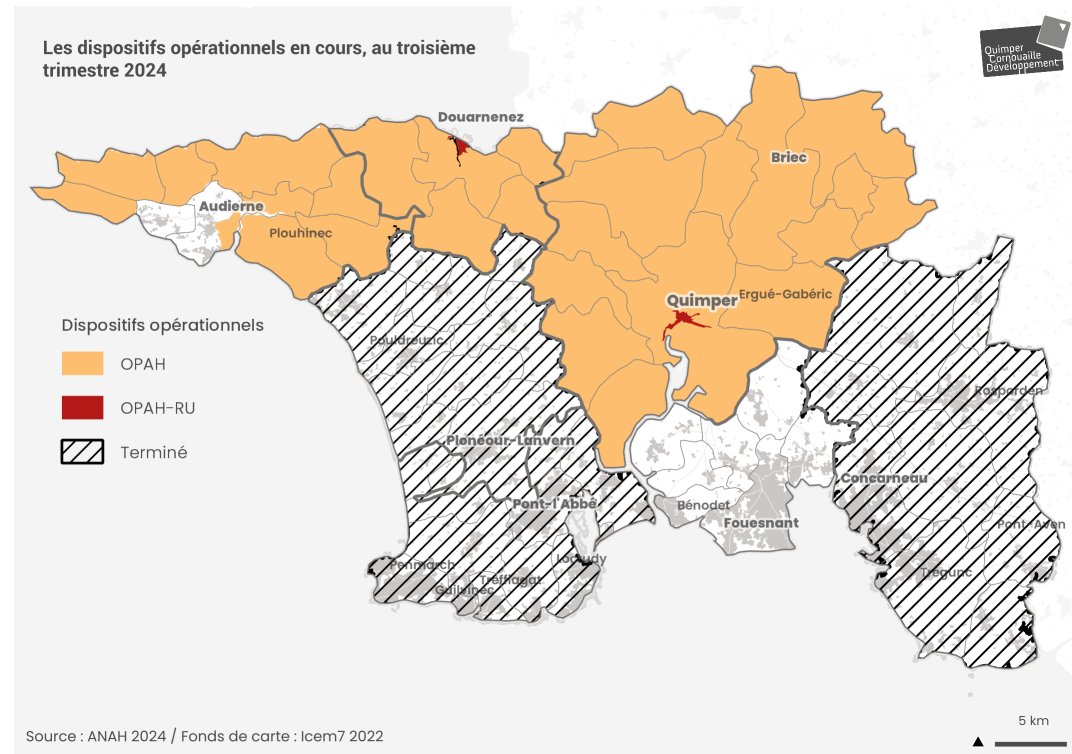 Les dispositifs opérationnels en cours, au troisième
trimestre 2024
Quimper
Cornouaille
Développement
Douarnenez
Briec
Audierne
Plouhinec
Quimper
Ergué-Gabéric
Dispositifs opérationnels
OPAH
OPAH-RU
Terminé
Pouldreuzic
Rosporden
Plonéour-Lanvern
Concarneau
Pont-l'Abbé
Bénodet
Fouesnant
Pont-Aven
Loctudy
Penmarch
Tréffiagat
Guilvinec
Trégunc
5 km
Source : ANAH 2024 / Fonds de carte : Icem7 2022